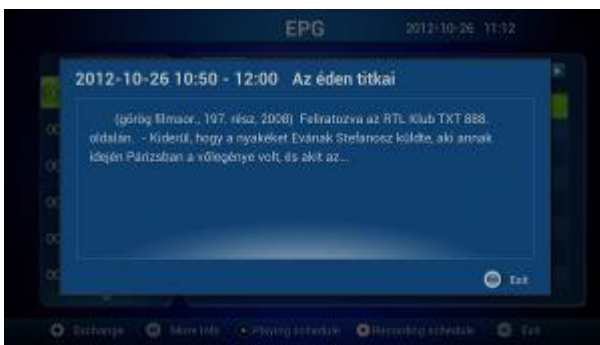 EPG
2012-10-26 11:12
2012-10-26 10:50 - 12:00 Az éden titkai
(görög filmsor., 197. rész, 2008) Feliratozva az RTL Klub TXT 888.
oldalán. - Kiderül, hogy a nyakéket Evának Stefanosz küldte, aki annak
idején Párizsban a vőlegénye volt, és akit az...
Exit
Exchange More Info Playing schedule Recording schedule Exit